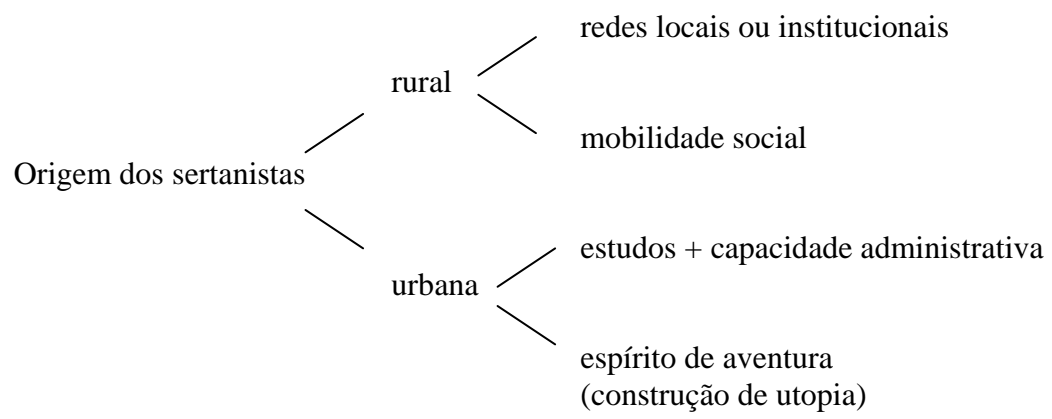 redes locais ou institucionais
rural
mobilidade social
Origem dos sertanistas
estudos + capacidade administrativa
urbana
espírito de aventura
(construção de utopia)